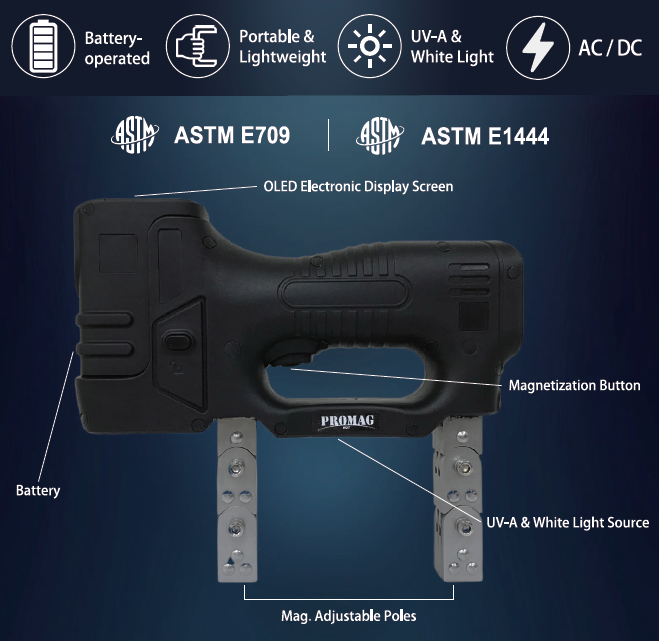 Battery-
operated
Portable &
Lightweight
UV-A &
White Light
AC / DC
ASTM
ASTM E709
ASTM
ASTM E1444
OLED Electronic Display Screen
Magnetization Button
PROMAG
Battery
UV-A & White Light Source
Mag. Adjustable Poles